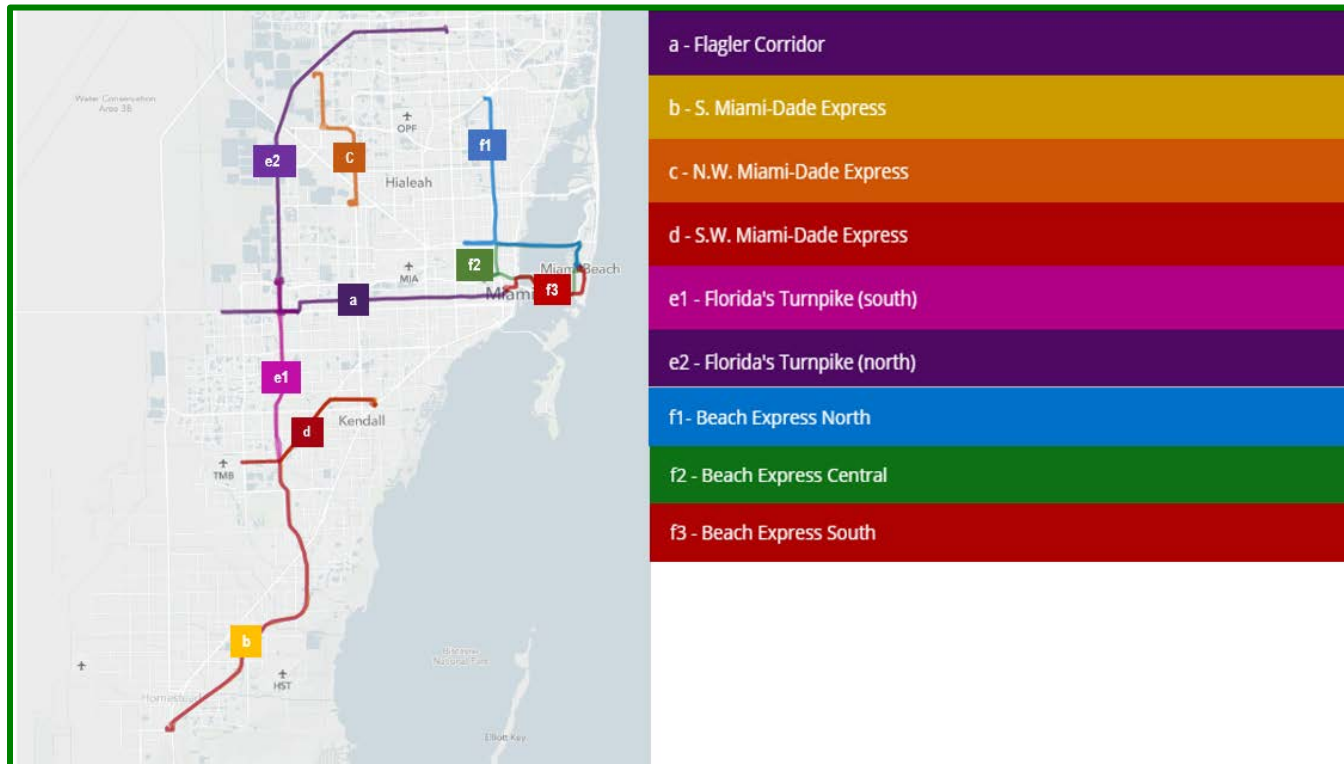 Water Conservation
Area 3B
OPF
e2
C
f1
Hialeah
MIA
f2
Miami Beach
a
Miami
f3
e1
Kendall
d
TMB
b
HST
Homestead
Biscayne
National Park
Elliott Key
a - Flagler Corridor
b - S. Miami-Dade Express
c - N.W. Miami-Dade Express
d - S.W. Miami-Dade Express
e1 - Florida's Turnpike (south)
e2 - Florida's Turnpike (north)
f1- Beach Express North
f2 - Beach Express Central
f3 - Beach Express South